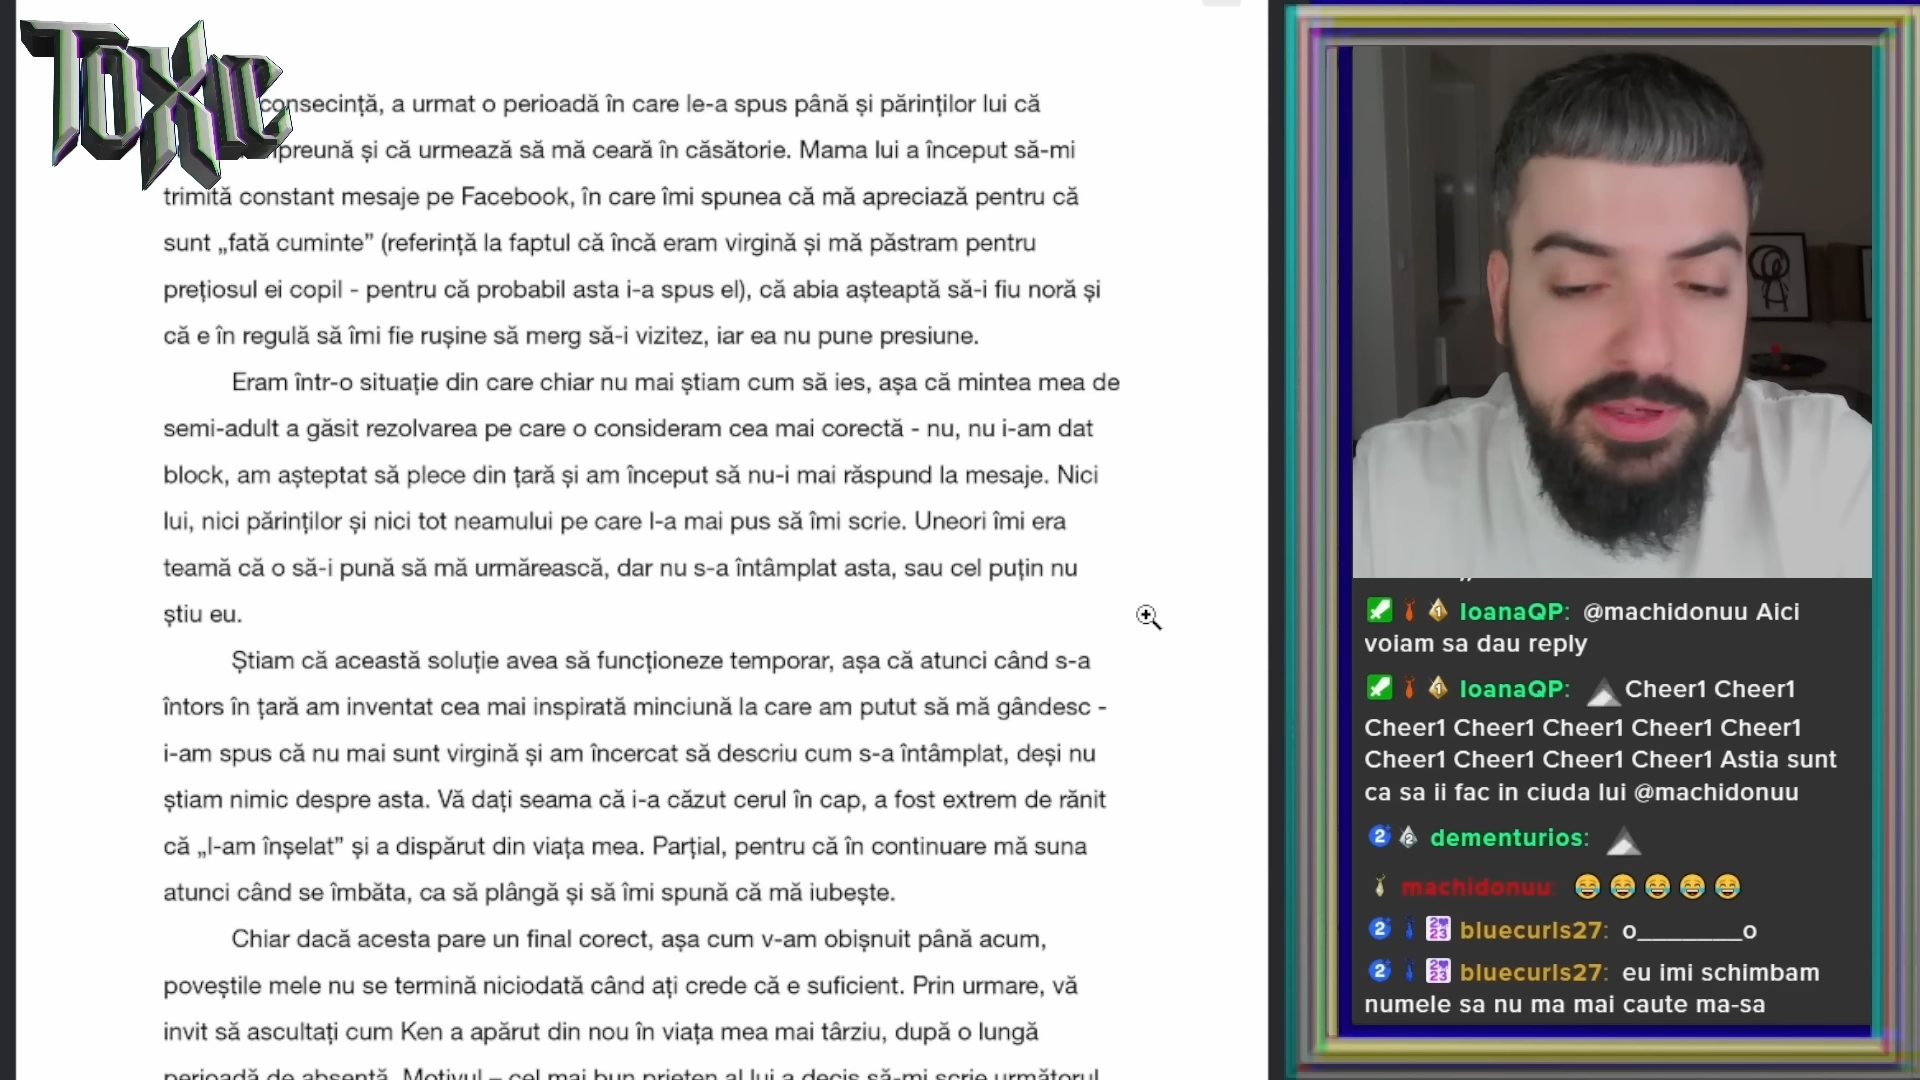 TOXIC
consecință, a urmat o perioadă în care le-a spus până și părinților lui că
preună și că urmează să mă ceară în căsătorie. Mama lui a început să-mi
trimită constant mesaje pe Facebook, în care îmi spunea că mă apreciază pentru că
sunt „fată cuminte” (referință la faptul că încă eram virgină și mă păstram pentru
prețiosul ei copil - pentru că probabil asta i-a spus el), că abia așteaptă să-i fiu noră și
că e în regulă să îmi fie rușine să merg să-i vizitez, iar ea nu pune presiune.
Eram într-o situație din care chiar nu mai știam cum să ies, așa că mintea mea de
semi-adult a găsit rezolvarea pe care o consideram cea mai corectă - nu, nu i-am dat
block, am așteptat să plece din țară și am început să nu-i mai răspund la mesaje. Nici
lui, nici părinților și nici tot neamului pe care l-a mai pus să îmi scrie. Uneori îmi era
teamă că o să-i pună să mă urmărească, dar nu s-a întâmplat asta, sau cel puțin nu
știu eu.
Știam că această soluție avea să funcționeze temporar, așa că atunci când s-a
întors în țară am inventat cea mai inspirată minciună la care am putut să mă gândesc -
i-am spus că nu mai sunt virgină și am încercat să descriu cum s-a întâmplat, deși nu
știam nimic despre asta. Vă dați seama că i-a căzut cerul în cap, a fost extrem de rănit
că „l-am înșelat” și a dispărut din viața mea. Parțial, pentru că în continuare mă suna
atunci când se îmbăta, ca să plângă și să îmi spună că mă iubește.
Chiar dacă acesta pare un final corect, așa cum v-am obișnuit până acum,
poveștile mele nu se termină niciodată când ați crede că e suficient. Prin urmare, vă
invit să ascultați cum Ken a apărut din nou în viața mea mai târziu, după o lungă
perioadă de absență. Motivul – cel mai bun prieten al lui a decis să-mi scrie următorul
IoanaQP: @machidonuu Aici
voiam sa dau reply
IoanaQP: Cheer1 Cheer1
Cheer1 Cheer1 Cheer1 Cheer1 Cheer1
Cheer1 Cheer1 Cheer1 Cheer1 Astia sunt
ca sa ii fac in ciuda lui @machidonuu
dementurios:
machidonuu: 😂 😂 😂 😂 😂
bluecurls27: o________o
bluecurls27: eu imi schimbam
numele sa nu ma mai caute ma-sa